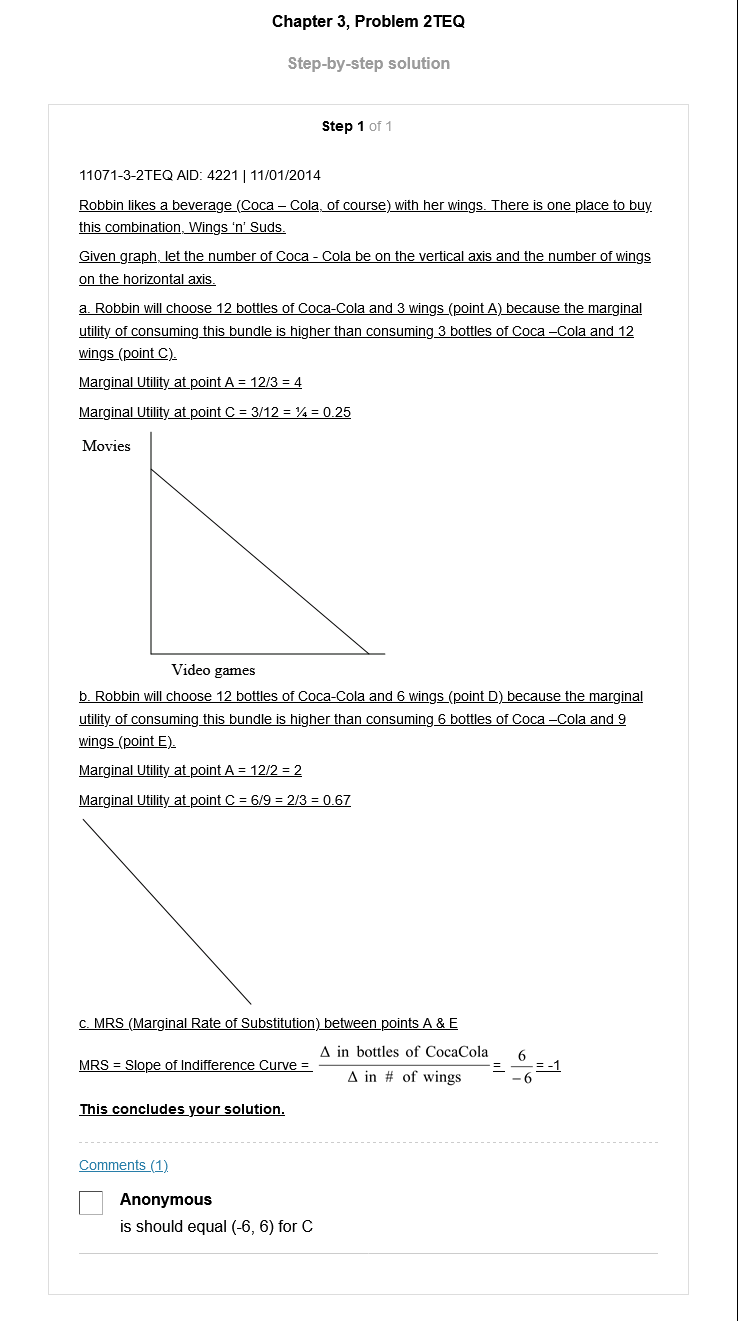 Chapter 3, Problem 2TEQ
Step-by-step solution
Step 1 of 1
11071-3-2TEQ AID: 4221 | 11/01/2014
Robbin likes a beverage (Coca – Cola, of course) with her wings. There is one place to buy
this combination, Wings ‘n’ Suds.
Given graph, let the number of Coca - Cola be on the vertical axis and the number of wings
on the horizontal axis.
a. Robbin will choose 12 bottles of Coca-Cola and 3 wings (point A) because the marginal
utility of consuming this bundle is higher than consuming 3 bottles of Coca –Cola and 12
wings (point C).
Marginal Utility at point A = 12/3 = 4
Marginal Utility at point C = 3/12 = ¼ = 0.25
Movies
Video games
b. Robbin will choose 12 bottles of Coca-Cola and 6 wings (point D) because the marginal
utility of consuming this bundle is higher than consuming 6 bottles of Coca –Cola and 9
wings (point E).
Marginal Utility at point A = 12/2 = 2
Marginal Utility at point C = 6/9 = 2/3 = 0.67
c. MRS (Marginal Rate of Substitution) between points A & E
Δ in bottles of CocaCola 6
MRS = Slope of Indifference Curve = = = -1
Δ in # of wings −6
This concludes your solution.
Comments (1)
Anonymous
is should equal (-6, 6) for C